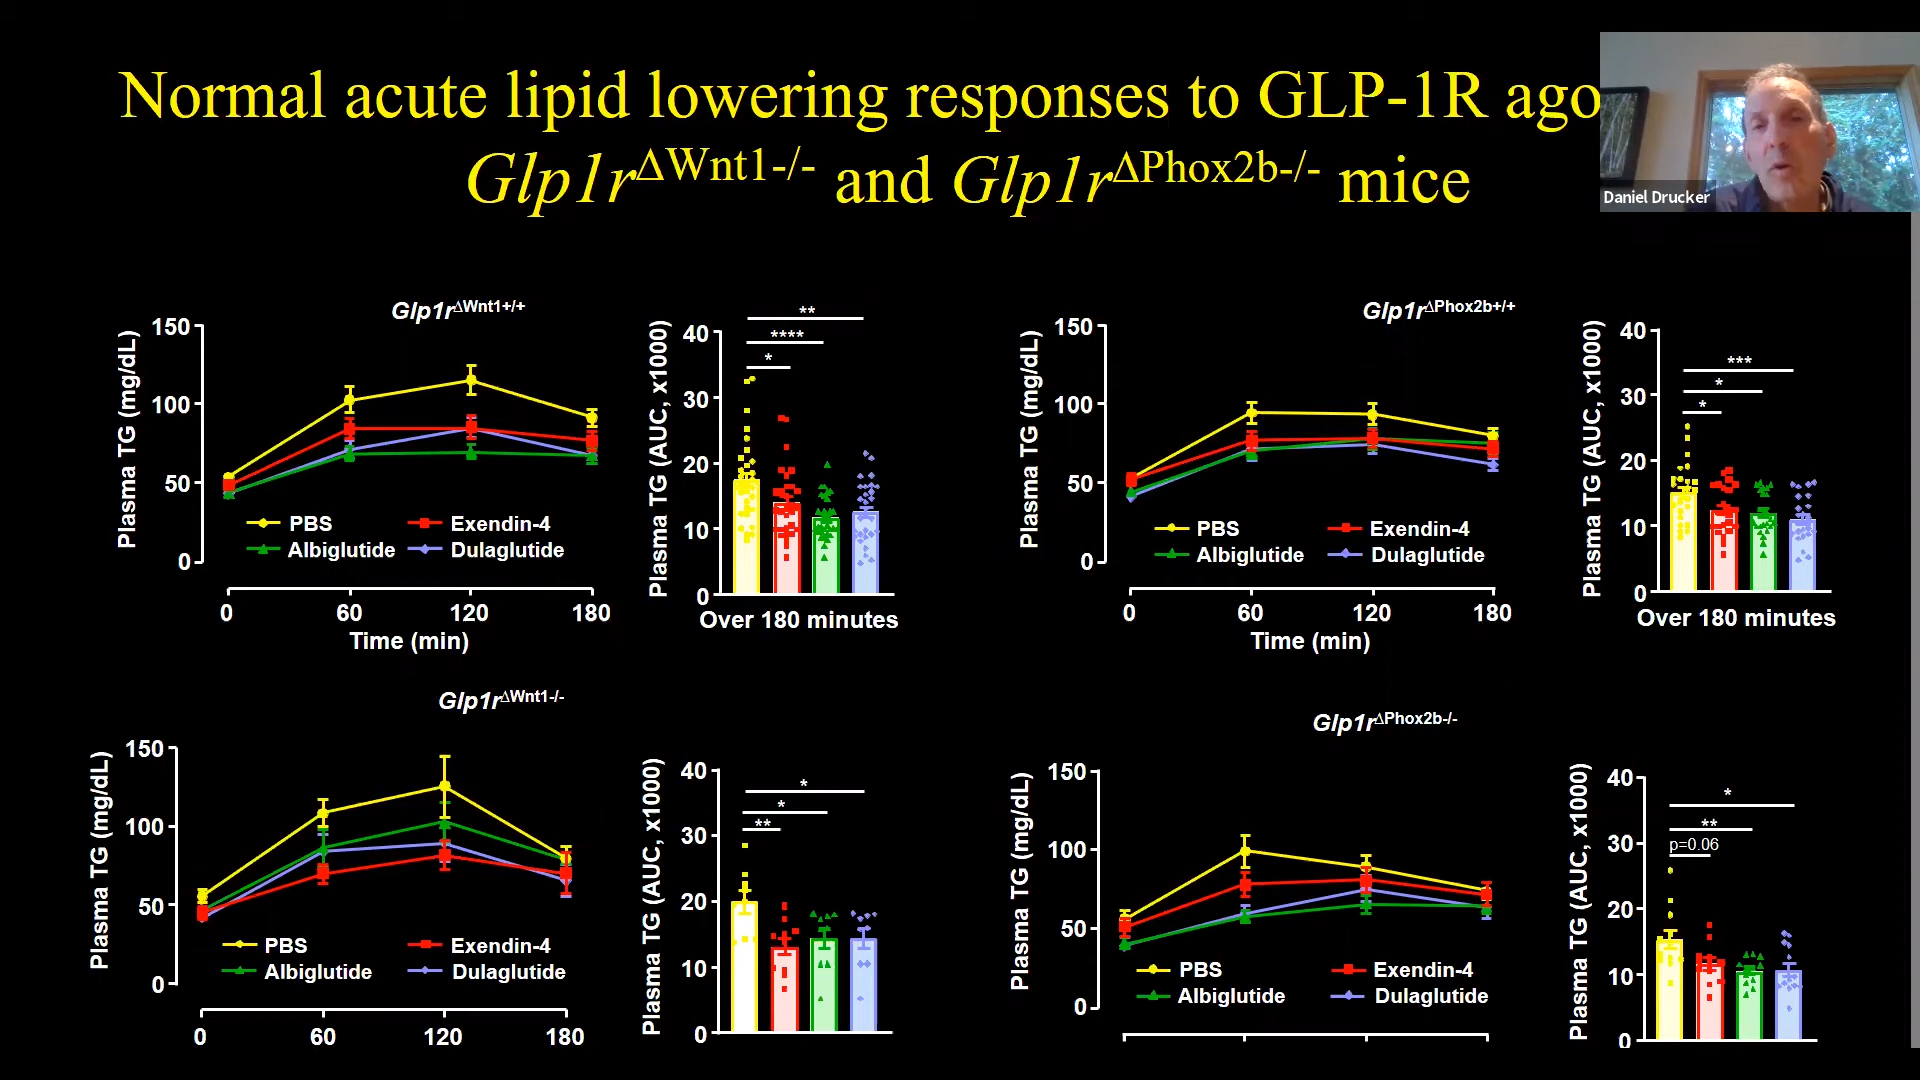 Normal acute lipid lowering responses to GLP-1R ago
Glp1rΔWnt1-/- and Glp1rΔPhox2b-/- mice
Daniel Drucker
Glp1rΔWnt1+/+
Plasma TG (mg/dL)
150
100
50
0
PBS
Exendin-4
Albiglutide
Dulaglutide
0 60 120 180
Time (min)
Plasma TG (AUC, x1000)
40
30
20
10
0
**
****
*
Over 180 minutes
Glp1rΔPhox2b+/+
Plasma TG (mg/dL)
150
100
50
0
PBS
Exendin-4
Albiglutide
Dulaglutide
0 60 120 180
Time (min)
Plasma TG (AUC, x1000)
40
30
20
10
0
***
*
*
Over 180 minutes
Glp1rΔWnt1-/-
Plasma TG (mg/dL)
150
100
50
0
PBS
Exendin-4
Albiglutide
Dulaglutide
0 60 120 180
Plasma TG (AUC, x1000)
40
30
20
10
0
*
*
**
Glp1rΔPhox2b-/-
Plasma TG (mg/dL)
150
100
50
0
PBS
Exendin-4
Albiglutide
Dulaglutide
Plasma TG (AUC, x1000)
40
30
20
10
0
*
**
p=0.06